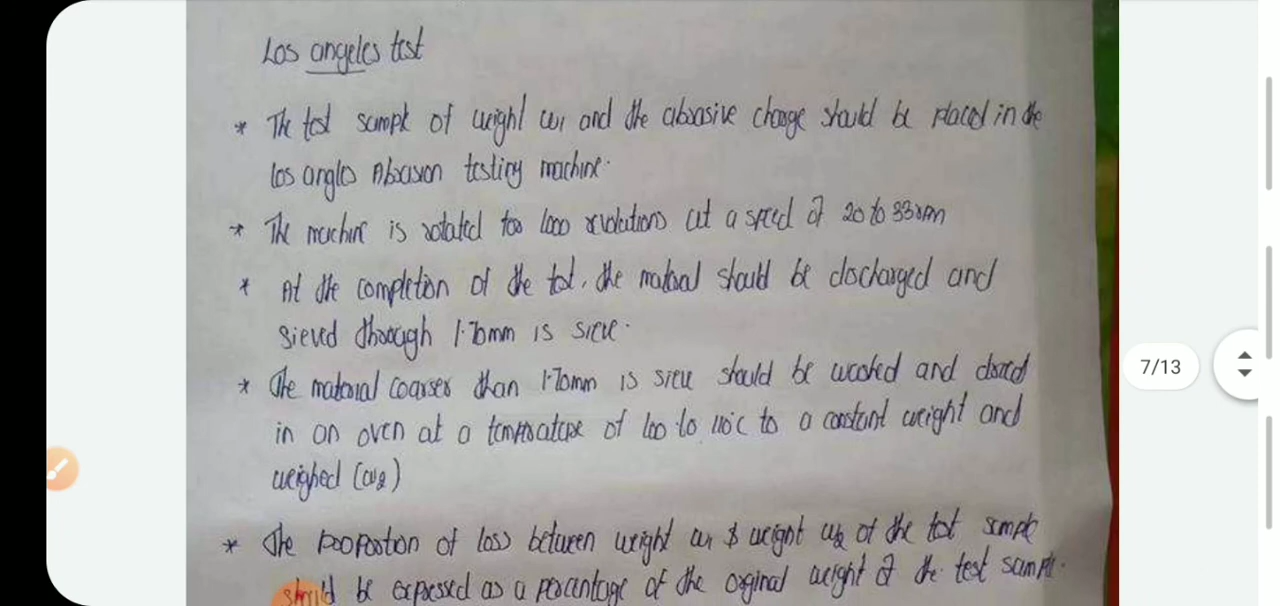 Los angeles test
* The test sample of weight w1 and the abrasive charge should be placed in the
los angles Abrasion testing machine.
* The machine is rotated for 1000 revolutions at a speed of 20 to 33 rpm
* At the completion of the test, the material should be discharged and
sieved through 1.70mm is sieve.
* The material coarser than 1.70mm is sieve should be washed and dried
in an oven at a temperature of 100 to 110°c to a constant weight and
weighed (w2)
* The proportion of loss between weight w1 & weight w2 of the test sample
should be expressed as a percentage of the orginal weight of the test sample.
7/13